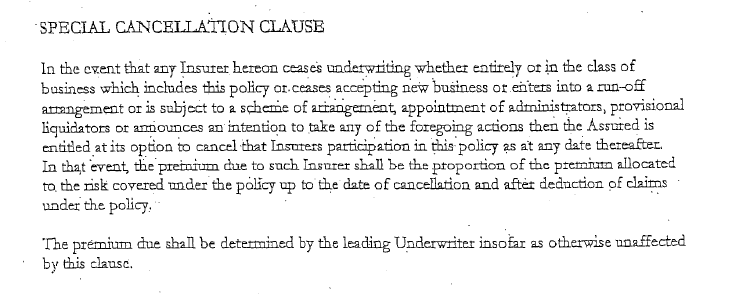 SPECIAL CANCELLATION CLAUSE
In the event that any Insurer hereon ceases underwriting whether entirely or in the class of
business which includes this policy or ceases accepting new business or enters into a run-off
arrangement or is subject to a scheme of arrangement, appointment of administrators, provisional
liquidators or announces an intention to take any of the foregoing actions then the Assured is
entitled at its option to cancel that Insurers participation in this policy as at any date thereafter.
In that event, the premium due to such Insurer shall be the proportion of the premium allocated
to the risk covered under the policy up to the date of cancellation and after deduction of claims
under the policy.
The premium due shall be determined by the leading Underwriter insofar as otherwise unaffected
by this clause.